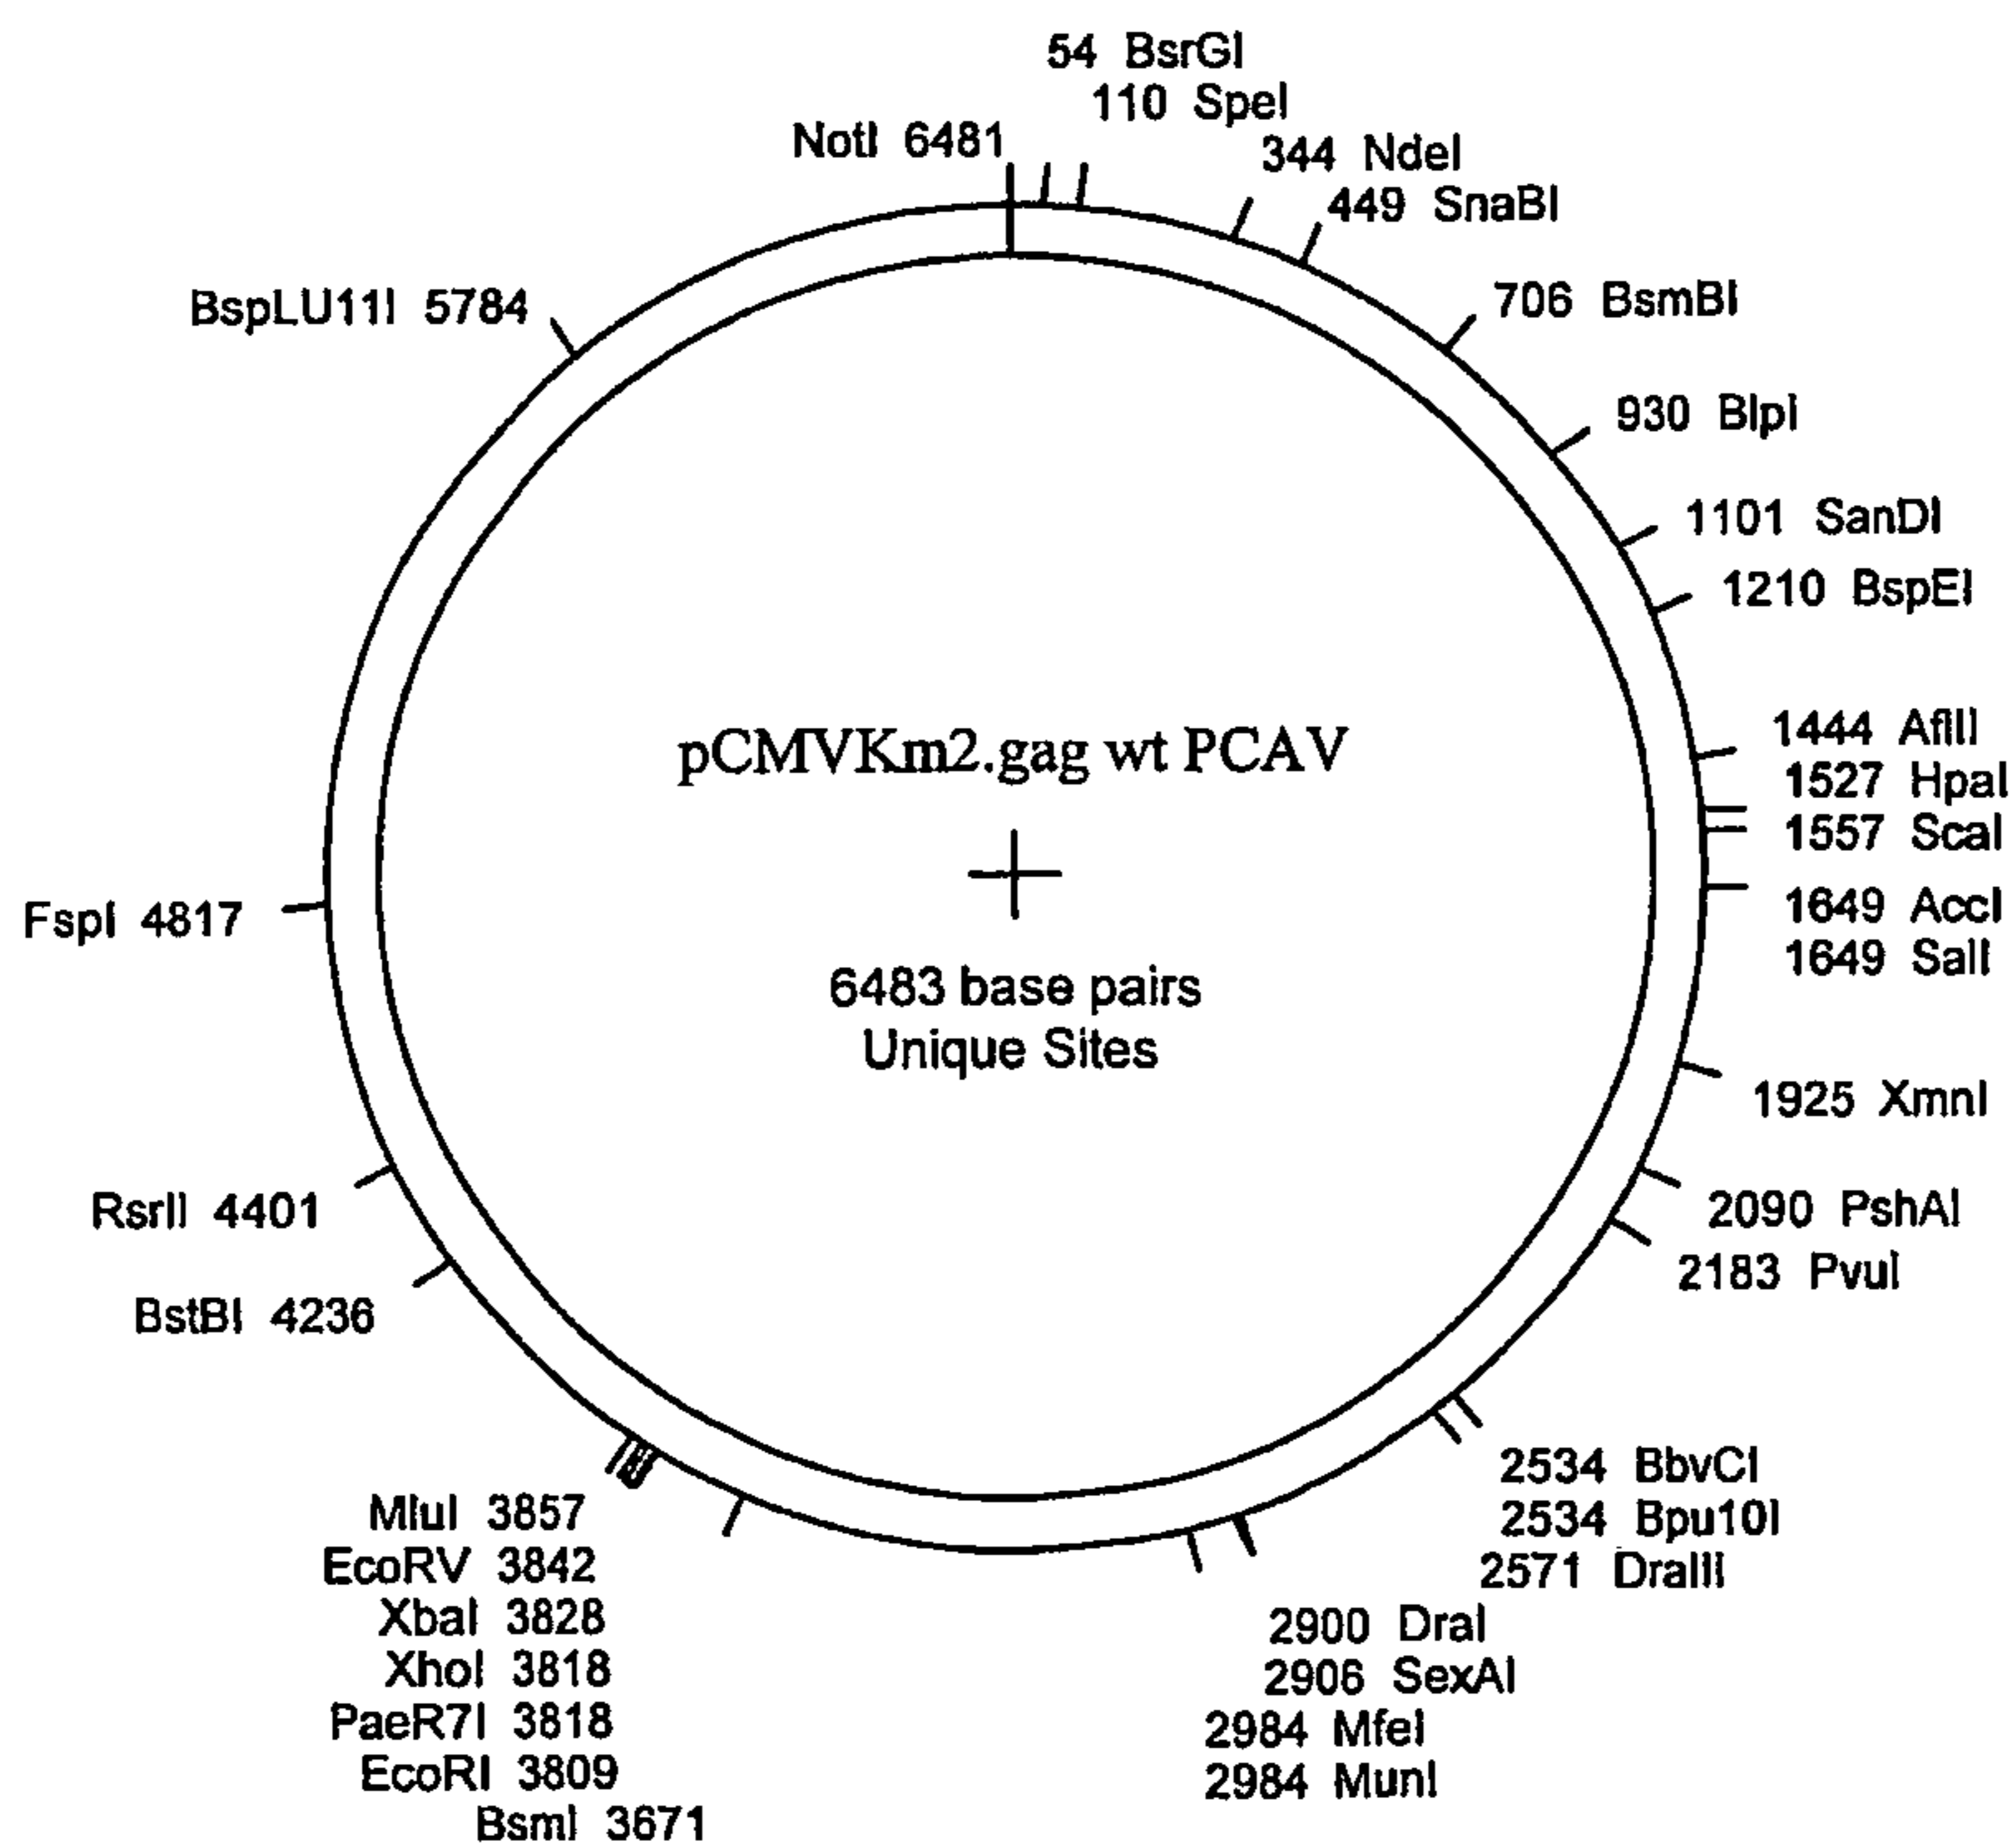 54 BsrGI
110 SpeI
NotI 6481
344 NdeI
449 SnaBI
BspLU11I 5784
706 BsmBI
930 BlpI
1101 SanDI
1210 BspEI
1444 AflII
1527 HpaI
1557 ScaI
1649 AccI
1649 SalI
pCMVKm2.gag wt PCAV
6483 base pairs
Unique Sites
FspI 4817
1925 XmnI
2090 PshAI
2183 PvuI
RsrII 4401
BstBI 4236
2534 BbvCI
2534 Bpu10I
2571 DraIII
2900 DraI
2906 SexAI
2984 MfeI
2984 MunI
MluI 3857
EcoRV 3842
XbaI 3828
XhoI 3818
PaeR7I 3818
EcoRI 3809
BsmI 3671